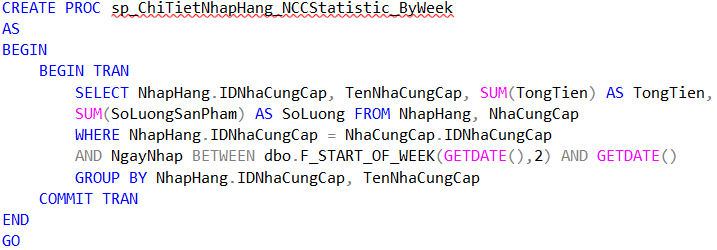 CREATE PROC sp_ChiTietNhapHang_NCCStatistic_ByWeek
AS
BEGIN
BEGIN TRAN
SELECT NhapHang.IDNhaCungCap, TenNhaCungCap, SUM(TongTien) AS TongTien,
SUM(SoLuongSanPham) AS SoLuong FROM NhapHang, NhaCungCap
WHERE NhapHang.IDNhaCungCap = NhaCungCap.IDNhaCungCap
AND NgayNhap BETWEEN dbo.F_START_OF_WEEK(GETDATE(),2) AND GETDATE()
GROUP BY NhapHang.IDNhaCungCap, TenNhaCungCap
COMMIT TRAN
END
GO